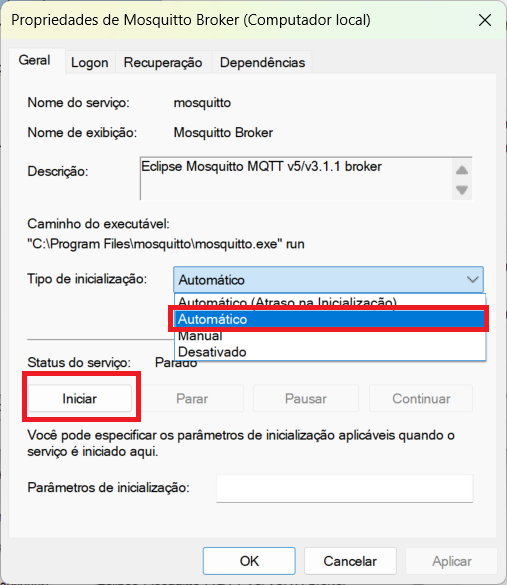 Propriedades de Mosquitto Broker (Computador local)
Geral Logon Recuperação Dependências
Nome do serviço: mosquitto
Nome de exibição: Mosquitto Broker
Descrição: Eclipse Mosquitto MQTT v5/v3.1.1 broker
Caminho do executável:
"C:\Program Files\mosquitto\mosquitto.exe" run
Tipo de inicialização: Automático
Automático (Atraso na Inicialização)
Automático
Manual
Desativado
Status do serviço: Parado
Iniciar Parar Pausar Continuar
Você pode especificar os parâmetros de inicialização aplicáveis quando o
serviço é iniciado aqui.
Parâmetros de inicialização:
OK Cancelar Aplicar